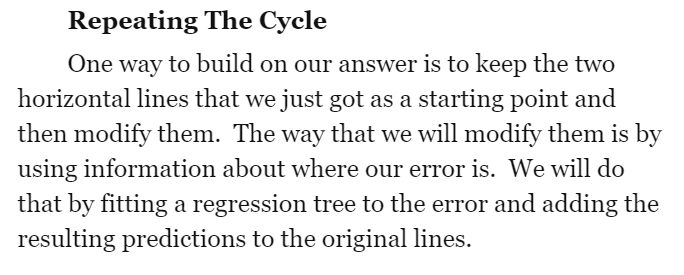 Repeating The Cycle
One way to build on our answer is to keep the two
horizontal lines that we just got as a starting point and
then modify them.  The way that we will modify them is by
using information about where our error is.  We will do
that by fitting a regression tree to the error and adding the
resulting predictions to the original lines.